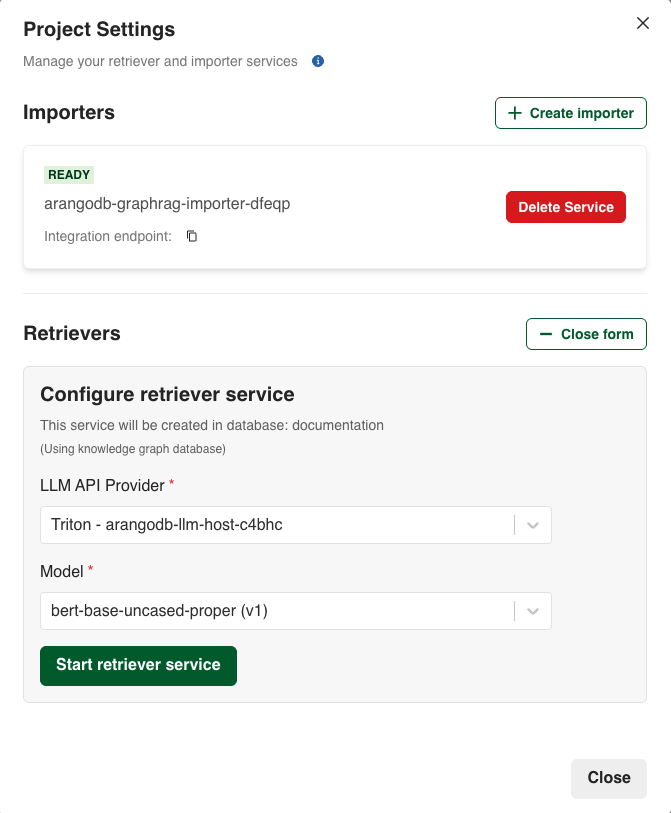 Project Settings
Manage your retriever and importer services
Importers
Create importer
READY
arangodb-graphrag-importer-dfeqp
Delete Service
Integration endpoint:
Retrievers
Close form
Configure retriever service
This service will be created in database: documentation
(Using knowledge graph database)
LLM API Provider *
Triton - arangodb-llm-host-c4bhc
Model *
bert-base-uncased-proper (v1)
Start retriever service
Close